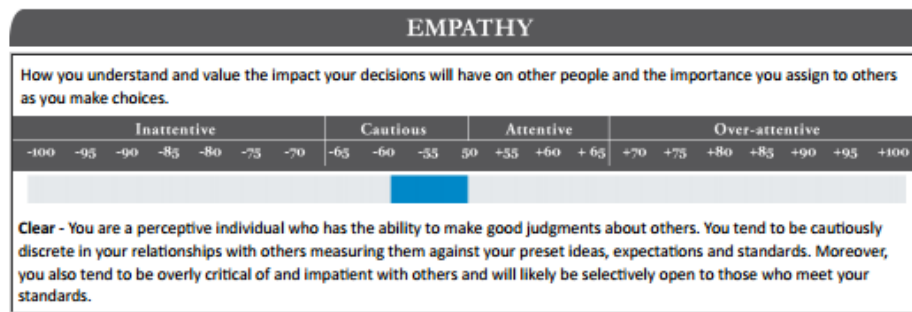 EMPATHY
How you understand and value the impact your decisions will have on other people and the importance you assign to others
as you make choices.
Inattentive Cautious Attentive Over-attentive
-100 -95 -90 -85 -80 -75 -70 -65 -60 -55 50 +55 +60 + 65 +70 +75 +80 +85 +90 +95 +100
Clear - You are a perceptive individual who has the ability to make good judgments about others. You tend to be cautiously
discrete in your relationships with others measuring them against your preset ideas, expectations and standards. Moreover,
you also tend to be overly critical of and impatient with others and will likely be selectively open to those who meet your
standards.